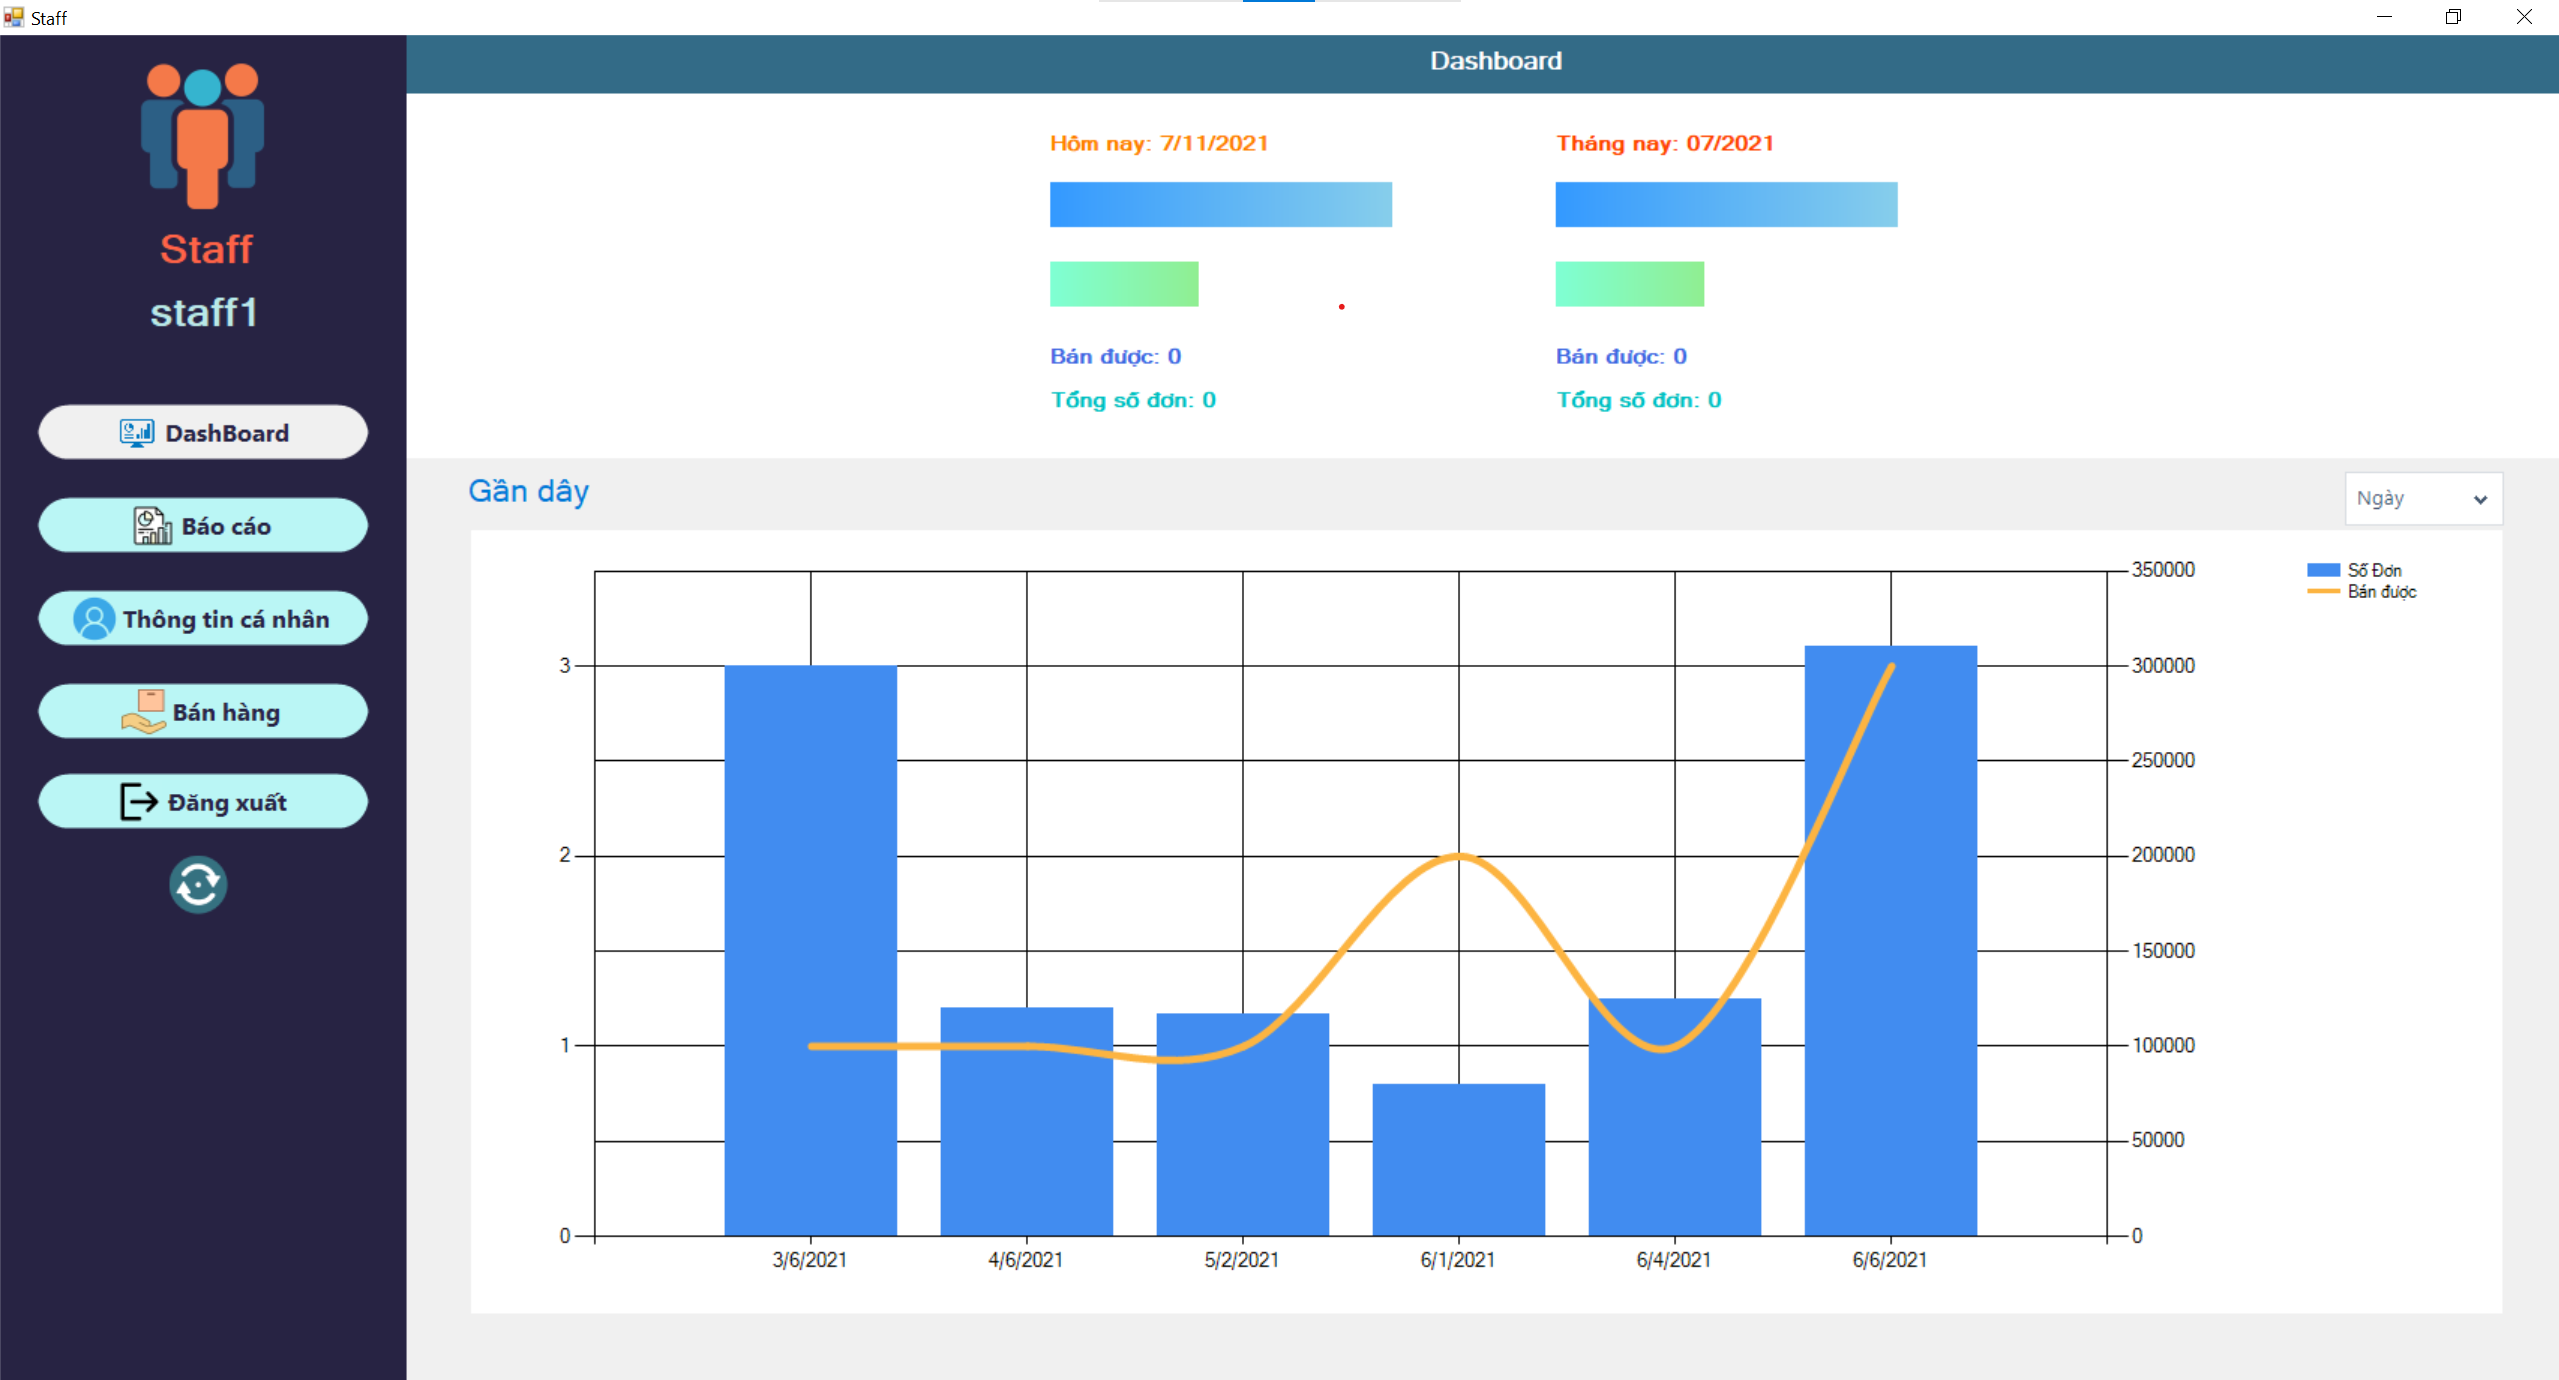 Staff
Staff
staff1
DashBoard
Báo cáo
Thông tin cá nhân
Bán hàng
Đăng xuất
Dashboard
Hôm nay: 7/11/2021
Tháng nay: 07/2021
Bán được: 0
Bán được: 0
Tổng số đơn: 0
Tổng số đơn: 0
Gần dây
Ngày
Số Đơn
Bán được
3
2
1
0
350000
300000
250000
200000
150000
100000
50000
0
3/6/2021
4/6/2021
5/2/2021
6/1/2021
6/4/2021
6/6/2021